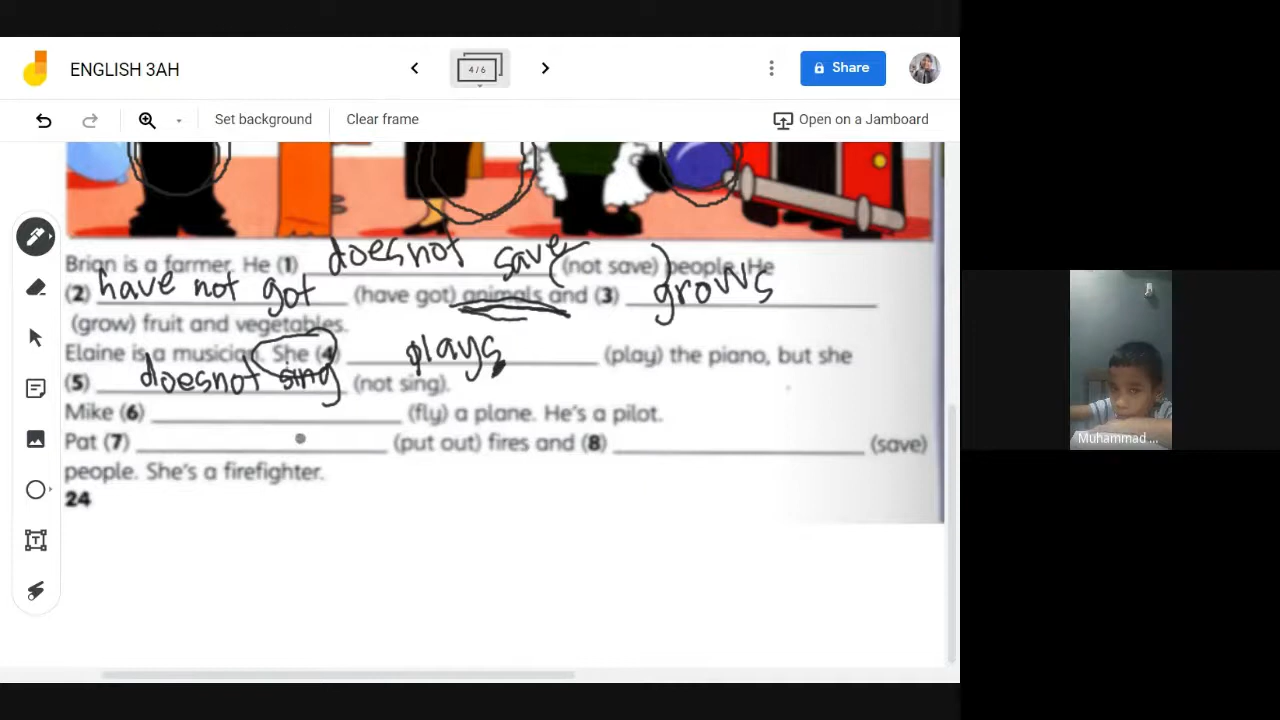 ENGLISH 3AH
4/6
Share
Set background
Clear frame
Open on a Jamboard
does not save
Brian is a farmer. He (1) (not save) people. He
have not got grows
(2) (have got) animals and (3)
(grow) fruit and vegetables.
plays
Elaine is a musician. She (4) (play) the piano, but she
doesnot sing
(5) (not sing).
Mike (6) (fly) a plane. He's a pilot.
Pat (7) (put out) fires and (8) (save)
people. She's a firefighter.
24
Muhammad ...